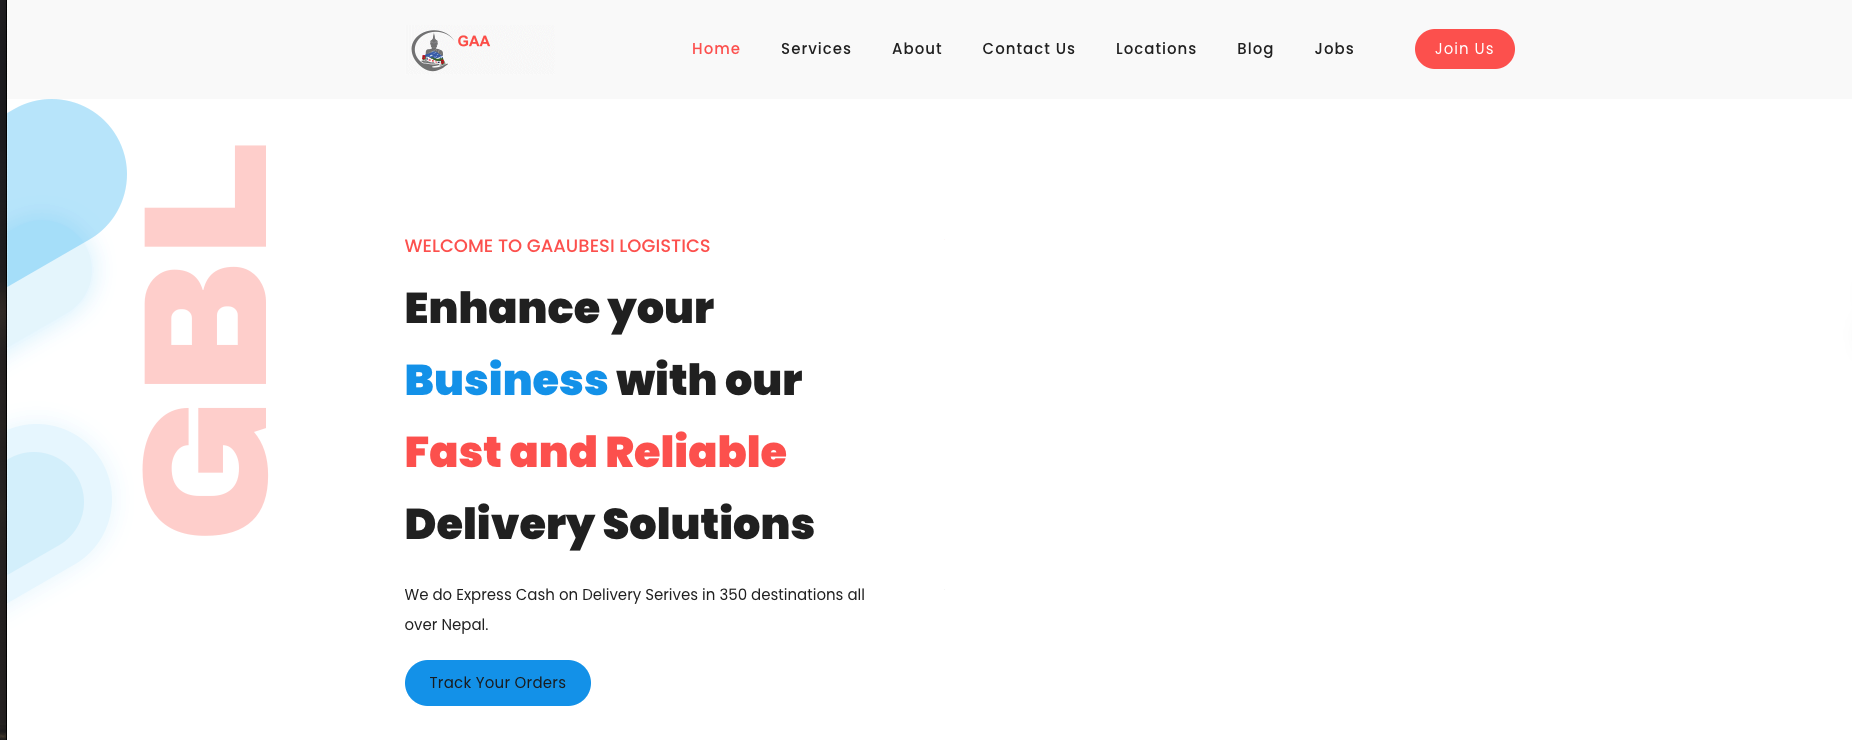 GAA
Home Services About Contact Us Locations Blog Jobs Join Us
GBL
WELCOME TO GAAUBESI LOGISTICS
Enhance your
Business with our
Fast and Reliable
Delivery Solutions
We do Express Cash on Delivery Serives in 350 destinations all
over Nepal.
Track Your Orders